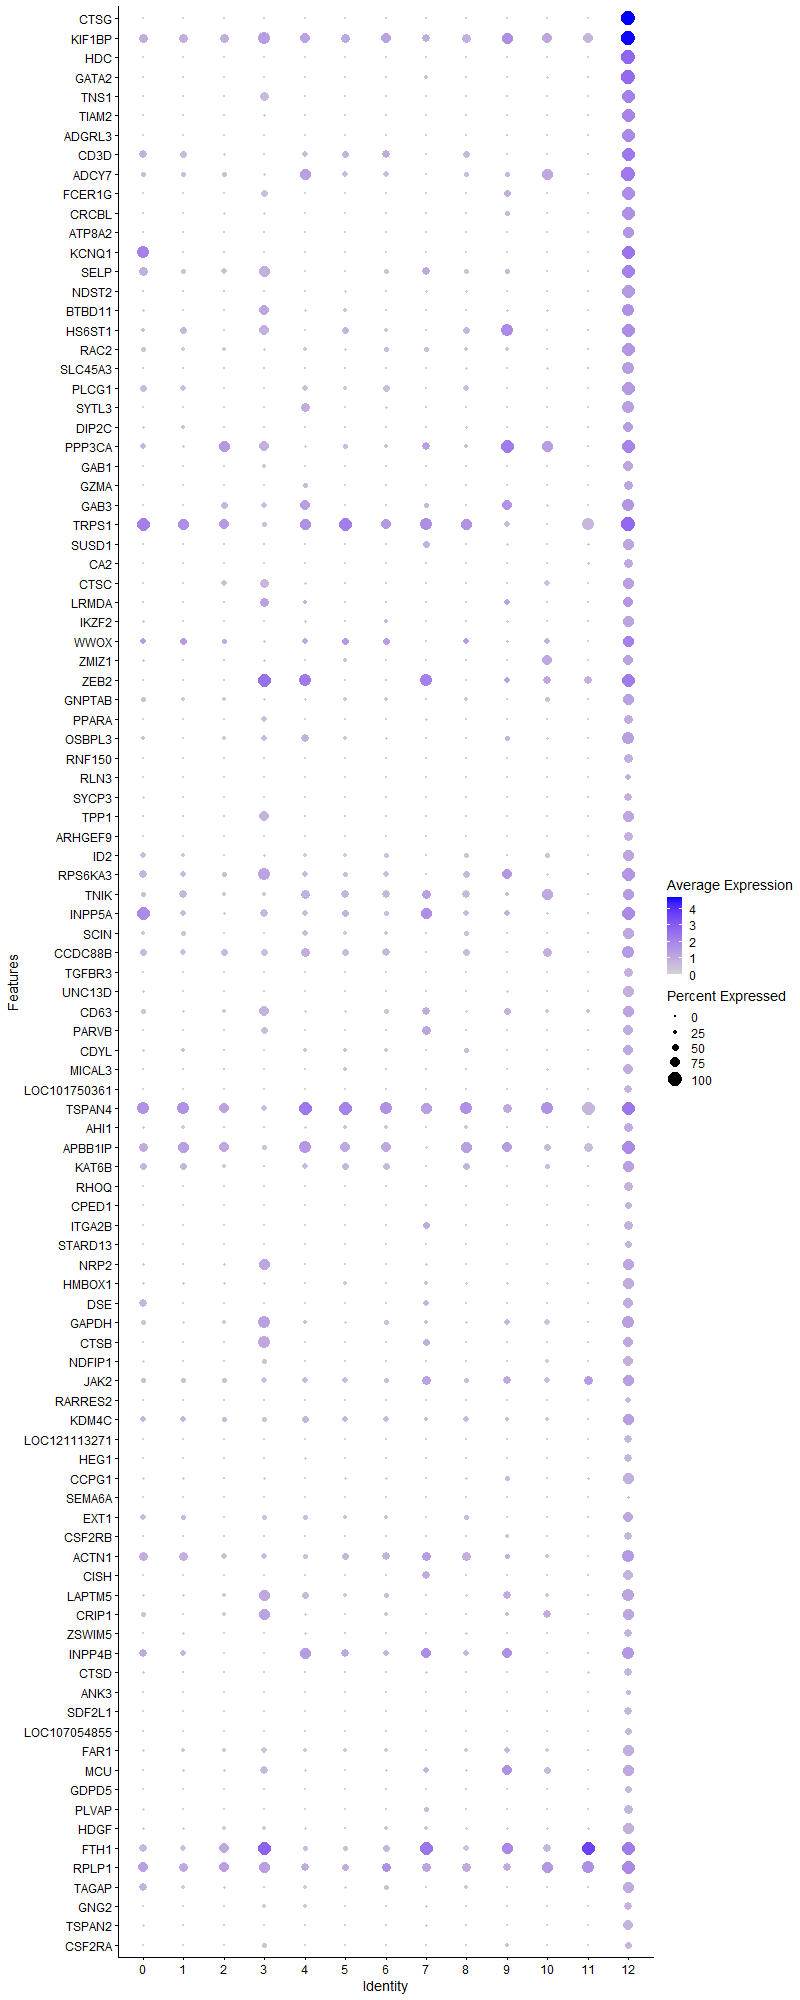 CTSG
KIF1BP
HDC
GATA2
TNS1
TIAM2
ADGRL3
CD3D
ADCY7
FCER1G
CRCBL
ATP8A2
KCNQ1
SELP
NDST2
BTBD11
HS6ST1
RAC2
SLC45A3
PLCG1
SYTL3
DIP2C
PPP3CA
GAB1
GZMA
GAB3
TRPS1
SUSD1
CA2
CTSC
LRMDA
IKZF2
WWOX
ZMIZ1
ZEB2
GNPTAB
PPARA
OSBPL3
RNF150
RLN3
SYCP3
TPP1
ARHGEF9
ID2
RPS6KA3
TNIK
INPP5A
SCIN
CCDC88B
TGFBR3
UNC13D
CD63
PARVB
CDYL
MICAL3
LOC101750361
TSPAN4
AHI1
APBB1IP
KAT6B
RHOQ
CPED1
ITGA2B
STARD13
NRP2
HMBOX1
DSE
GAPDH
CTSB
NDFIP1
JAK2
RARRES2
KDM4C
LOC121113271
HEG1
CCPG1
SEMA6A
EXT1
CSF2RB
ACTN1
CISH
LAPTM5
CRIP1
ZSWIM5
INPP4B
CTSD
ANK3
SDF2L1
LOC107054855
FAR1
MCU
GDPD5
PLVAP
HDGF
FTH1
RPLP1
TAGAP
GNG2
TSPAN2
CSF2RA
Features
0 1 2 3 4 5 6 7 8 9 10 11 12
Identity
Average Expression
4
3
2
1
0
Percent Expressed
0
25
50
75
100